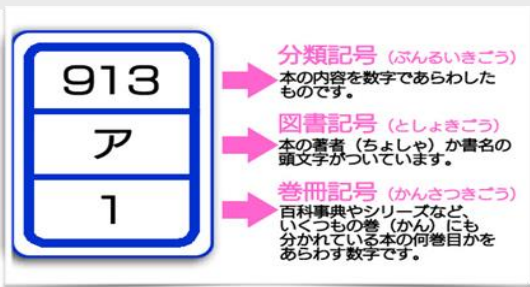 913
ア
1
分類記号（ぶんるいきごう）
本の内容を数字であらわした
ものです。
図書記号（としょきごう）
本の著者（ちょしゃ）か書名の
頭文字がついています。
巻冊記号（かんさつきごう）
百科事典やシリーズなど、
いくつもの巻（かん）にも
分かれている本の何巻目かを
あらわす数字です。